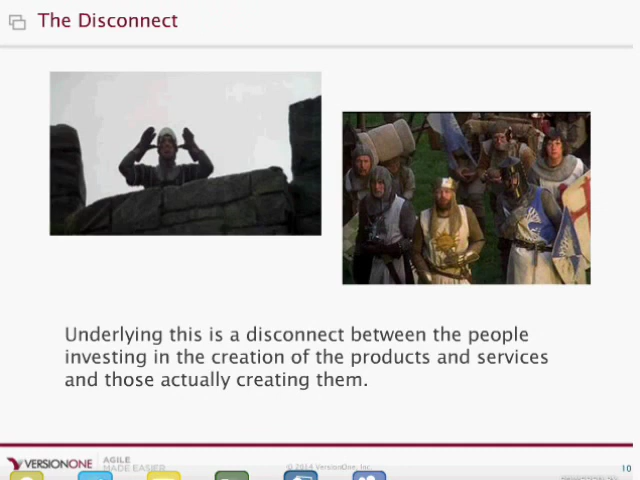 The Disconnect
Underlying this is a disconnect between the people
investing in the creation of the products and services
and those actually creating them.
VERSIONONE
AGILE
MADE EASIER
© 2014 VersionOne, Inc.
10